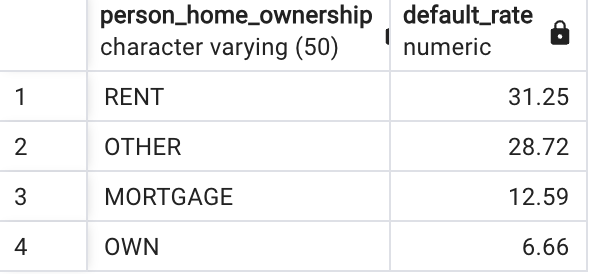 person_home_ownership default_rate
character varying (50) numeric
1 RENT 31.25
2 OTHER 28.72
3 MORTGAGE 12.59
4 OWN 6.66